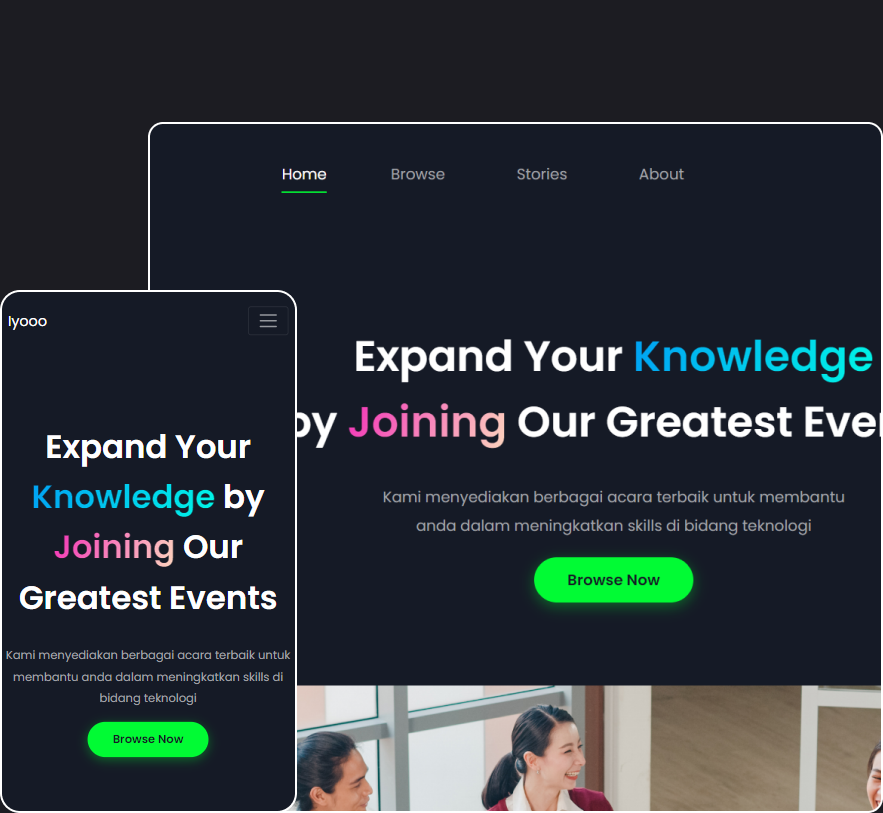 Home Browse Stories About
Expand Your Knowledge
by Joining Our Greatest
Kami menyediakan berbagai acara terbaik untuk membantu
anda dalam meningkatkan skills di bidang teknologi
Browse Now
lyooo
Expand Your
Knowledge by
Joining Our
Greatest Events
Kami menyediakan berbagai acara terbaik untuk
membantu anda dalam meningkatkan skills di
bidang teknologi
Browse Now